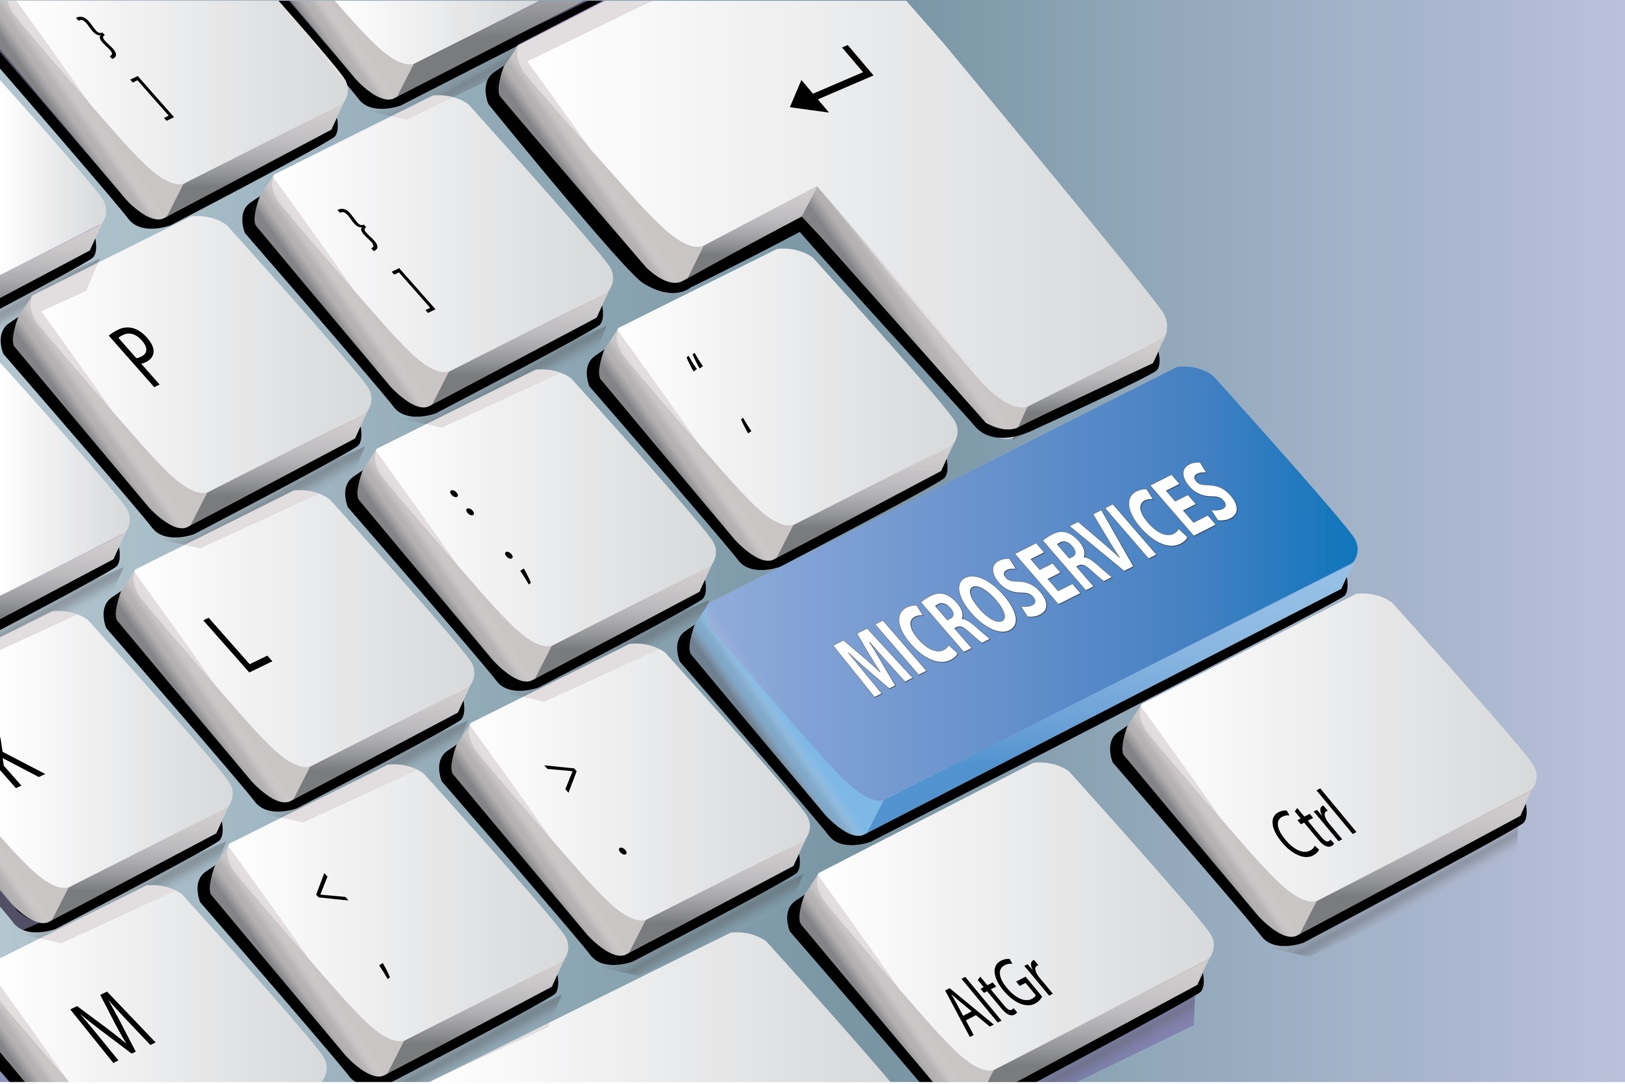 }
]
}
]
P
"
'
:
;
L
MICROSERVICES
K
>
.
<
,
Ctrl
M
AltGr